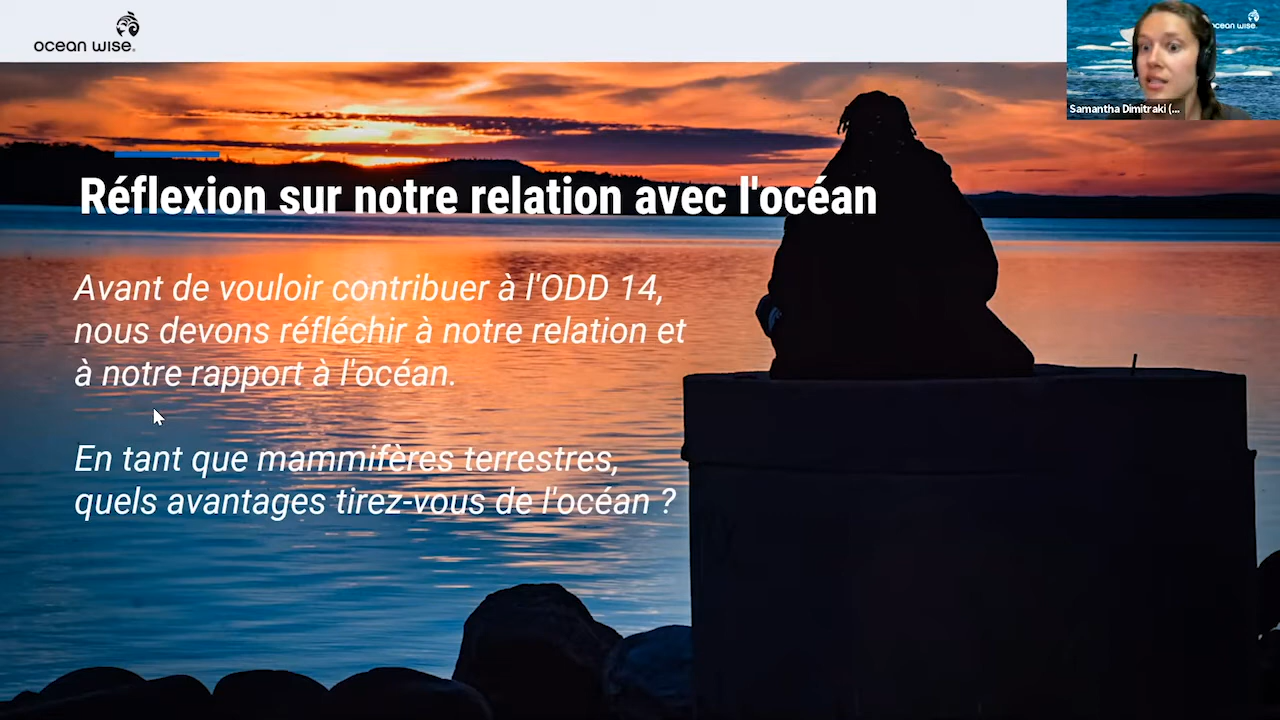 ocean wise
ocean wise
Samantha Dimitraki (...
Réflexion sur notre relation avec l'océan
Avant de vouloir contribuer à l'ODD 14,
nous devons réfléchir à notre relation et
à notre rapport à l'océan.
En tant que mammifères terrestres,
quels avantages tirez-vous de l'océan ?